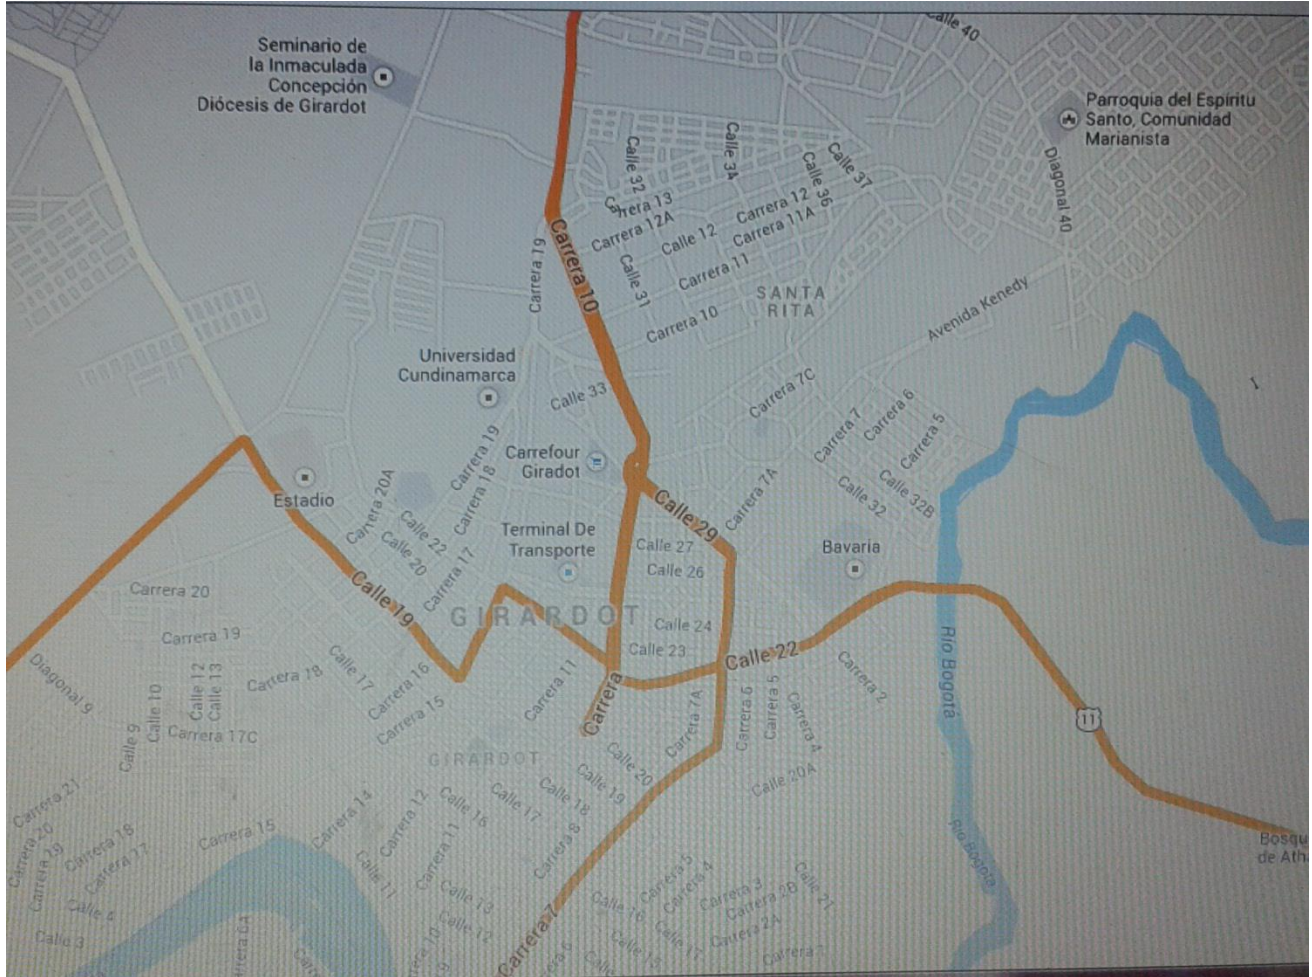 Calle 40
Seminario de
la Inmaculada
Concepción
Diócesis de Girardot
Parroquia del Espiritu
Santo, Comunidad
Marianista
Calle 32
Calle 34
Calle 36
Calle 37
Diagonal 40
Carrera 13
Carrera 12
Carrera 12A
Calle 12
Carrera 11A
Carrera 19
Carrera 10
Calle 31
Carrera 11
SANTA
RITA
Carrera 10
Avenida Kenedy
Universidad
Cundinamarca
Calle 33
Carrera 7C
Carrera 7
Carrera 6
Carrera 5
Carrera 19
Carrefour
Giradot
Carrera 18
Estadio
Carrera 20A
Calle 22
Calle 20
Carrera 17
Calle 29
Carrera 7A
Calle 32
Calle 32B
Terminal De
Transporte
Calle 27
Calle 26
Bavaria
Calle 19
Carrera 20
GIRARDOT
Carrera 19
Calle 24
Calle 23
Calle 22
Río Bogotá
Diagonal 9
Calle 12
Calle 13
Calle 10
Carrera 18
Calle 17
Carrera 16
Carrera 15
Carrera 11
Carrera
Carrera 7A
Carrera 6
Carrera 5
Carrera 4
Carrera 2
11
Calle 9
Carrera 17C
GIRARDOT
Calle 20
Calle 19
Calle 18
Calle 17
Calle 16
Calle 20A
Carrera 21
Carrera 20
Carrera 19
Carrera 18
Carrera 17
Carrera 15
Carrera 14
Carrera 12
Carrera 11
Carrera 8
Río Bogotá
Bosqu
de Ath
Calle 4
Calle 3
Calle 11
Calle 13
Calle 12
Carrera 7
Carrera 5
Carrera 4
Carrera 3
Carrera 2B
Carrera 2A
Calle 21
Calle 16
Calle 15
Calle 17